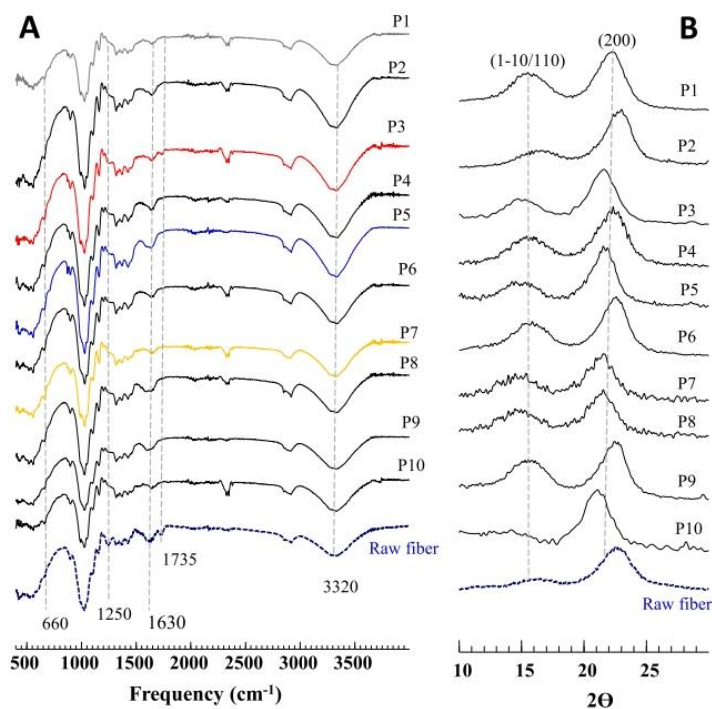 A
P1
P2
P3
P4
P5
P6
P7
P8
P9
P10
Raw fiber
660
1250
1630
1735
3320
500 1000 1500 2000 2500 3000 3500
Frequency (cm⁻¹)
B
(1-10/110)
(200)
P1
P2
P3
P4
P5
P6
P7
P8
P9
P10
Raw fiber
10 15 20 25
2Θ